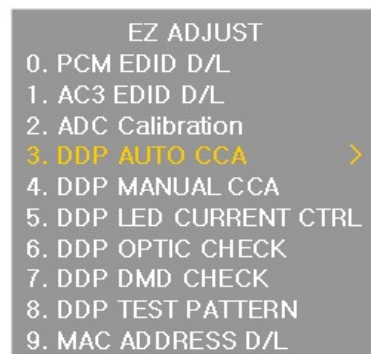 EZ ADJUST
0. PCM EDID D/L
1. AC3 EDID D/L
2. ADC Calibration
3. DDP AUTO CCA >
4. DDP MANUAL CCA
5. DDP LED CURRENT CTRL
6. DDP OPTIC CHECK
7. DDP DMD CHECK
8. DDP TEST PATTERN
9. MAC ADDRESS D/L